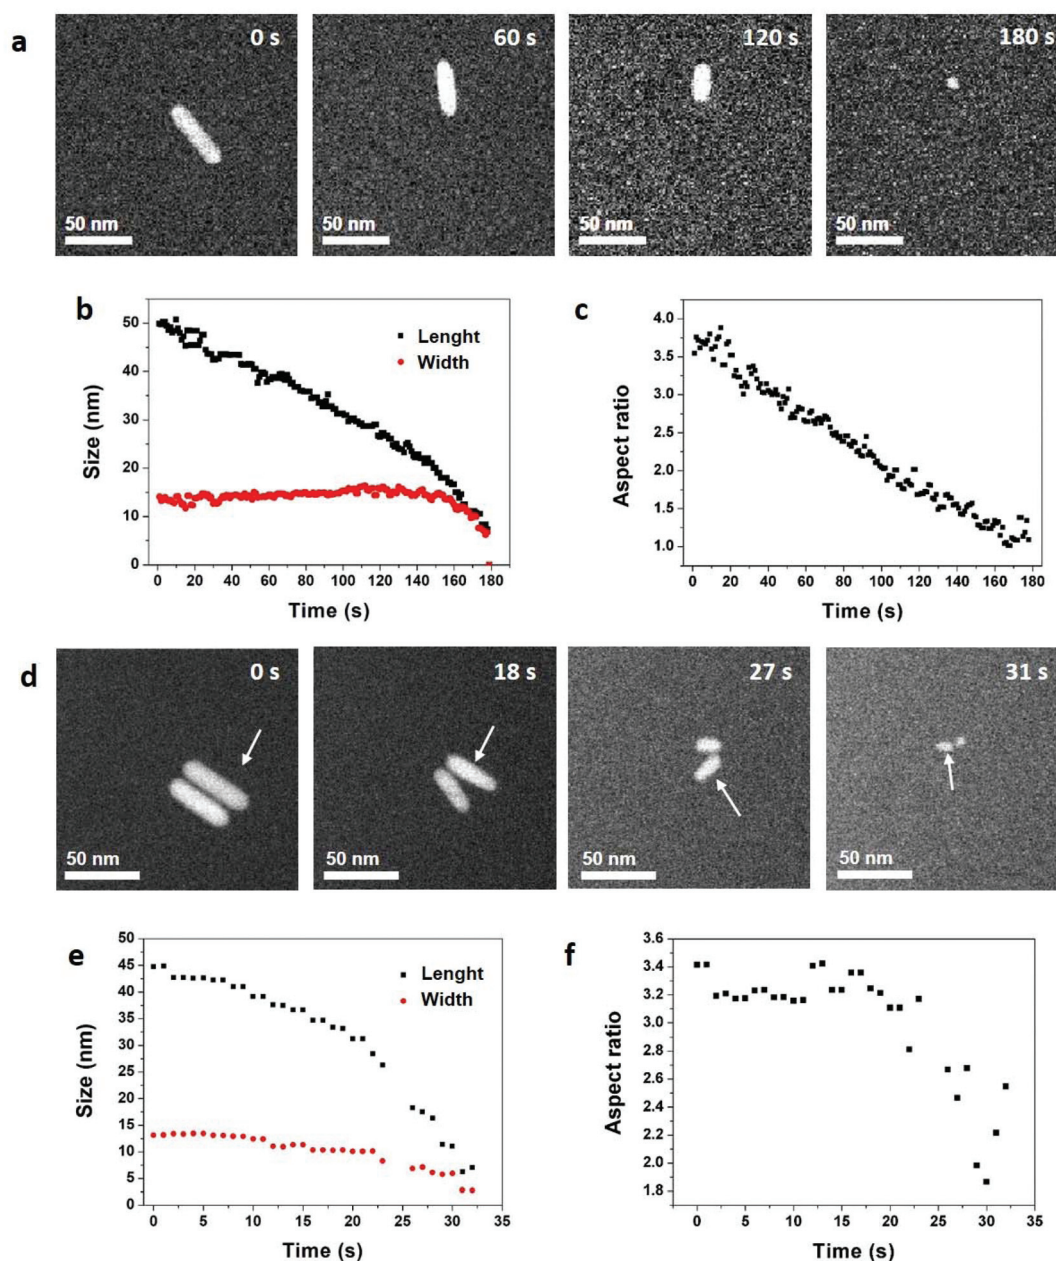 a
0 s
60 s
120 s
180 s
50 nm
50 nm
50 nm
50 nm
b
50
40
30
20
10
0
Size (nm)
Lenght
Width
0 20 40 60 80 100 120 140 160 180
Time (s)
c
4.0
3.5
3.0
2.5
2.0
1.5
1.0
Aspect ratio
0 20 40 60 80 100 120 140 160 180
Time (s)
d
0 s
18 s
27 s
31 s
50 nm
50 nm
50 nm
50 nm
e
50
45
40
35
30
25
20
15
10
5
0
Size (nm)
Lenght
Width
0 5 10 15 20 25 30 35
Time (s)
f
3.6
3.4
3.2
3.0
2.8
2.6
2.4
2.2
2.0
1.8
Aspect ratio
0 5 10 15 20 25 30 35
Time (s)